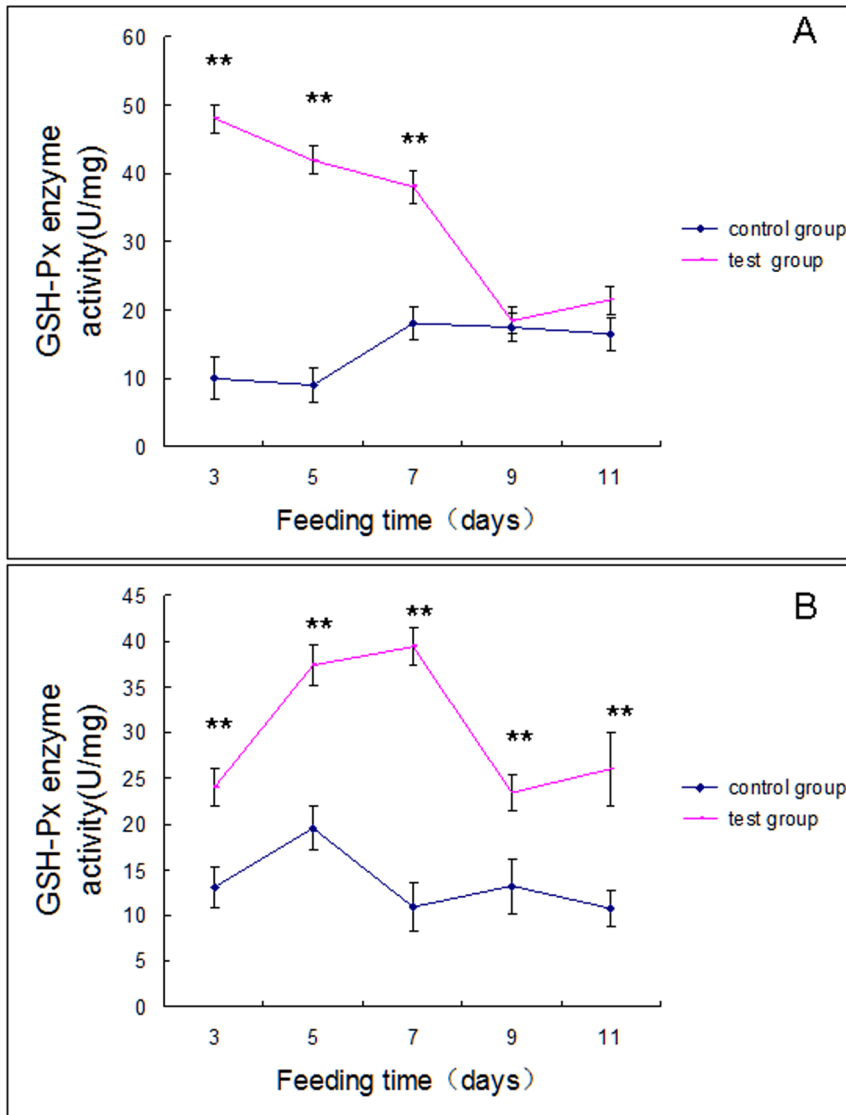 A
60
50
40
30
20
10
0
GSH-Px enzyme
activity(U/mg)
**
**
**
3 5 7 9 11
Feeding time（days）
control group
test group
B
45
40
35
30
25
20
15
10
5
0
GSH-Px enzyme
activity(U/mg)
**
**
**
**
**
3 5 7 9 11
Feeding time（days）
control group
test group